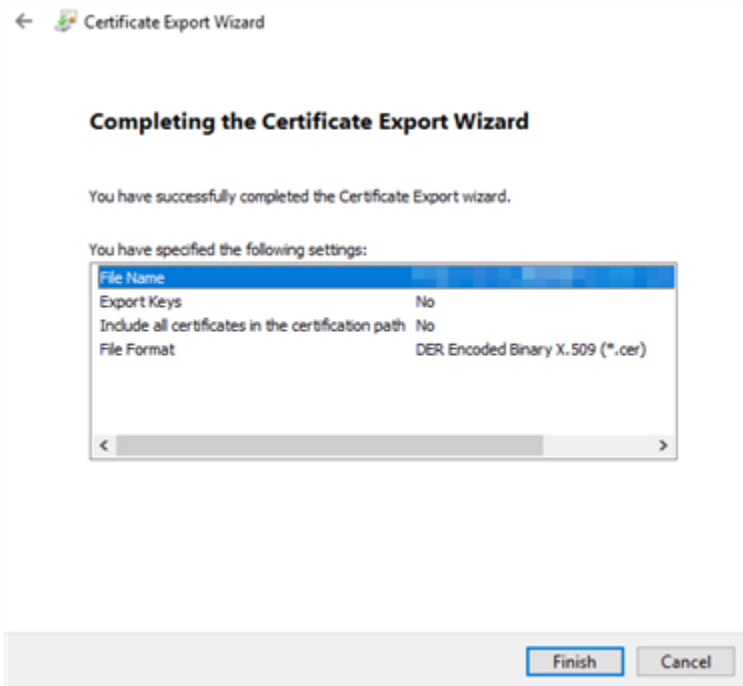 Certificate Export Wizard
Completing the Certificate Export Wizard
You have successfully completed the Certificate Export wizard.
You have specified the following settings:
File Name
Export Keys No
Include all certificates in the certification path No
File Format DER Encoded Binary X.509 (*.cer)
Finish Cancel